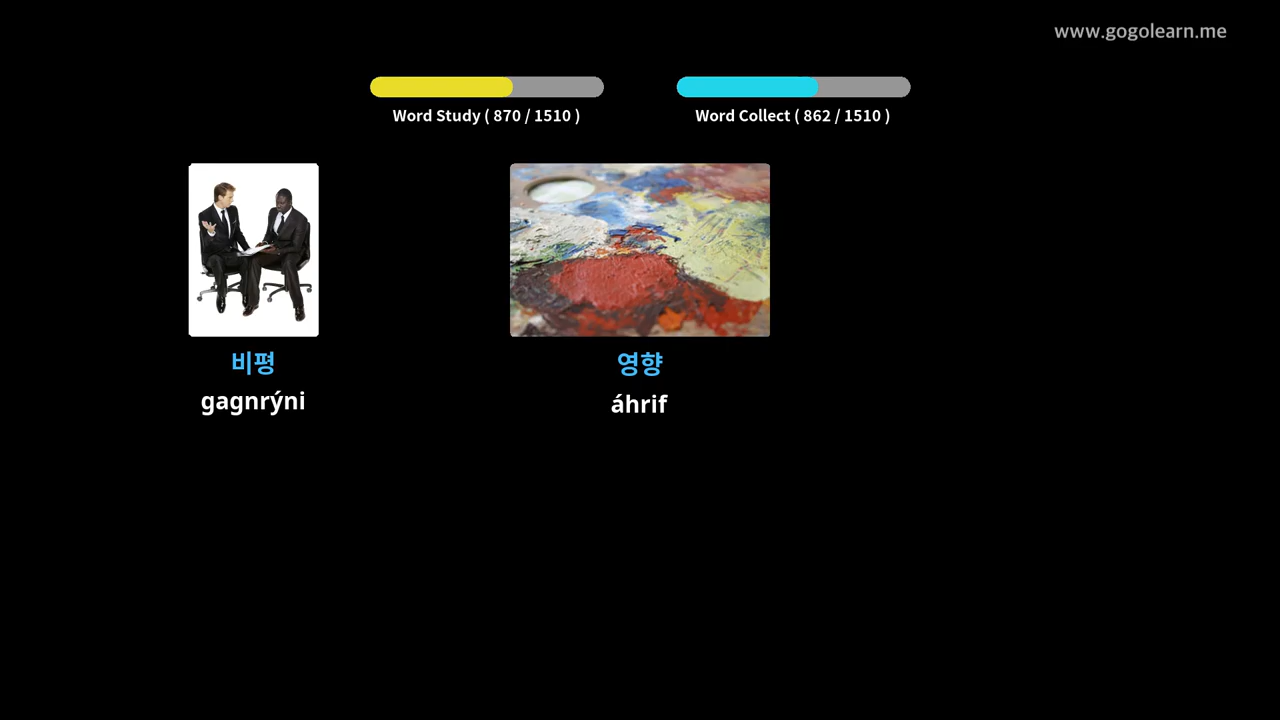 www.gogolearn.me
Word Study ( 870 / 1510 )
Word Collect ( 862 / 1510 )
비평
gagnrýni
영향
áhrif